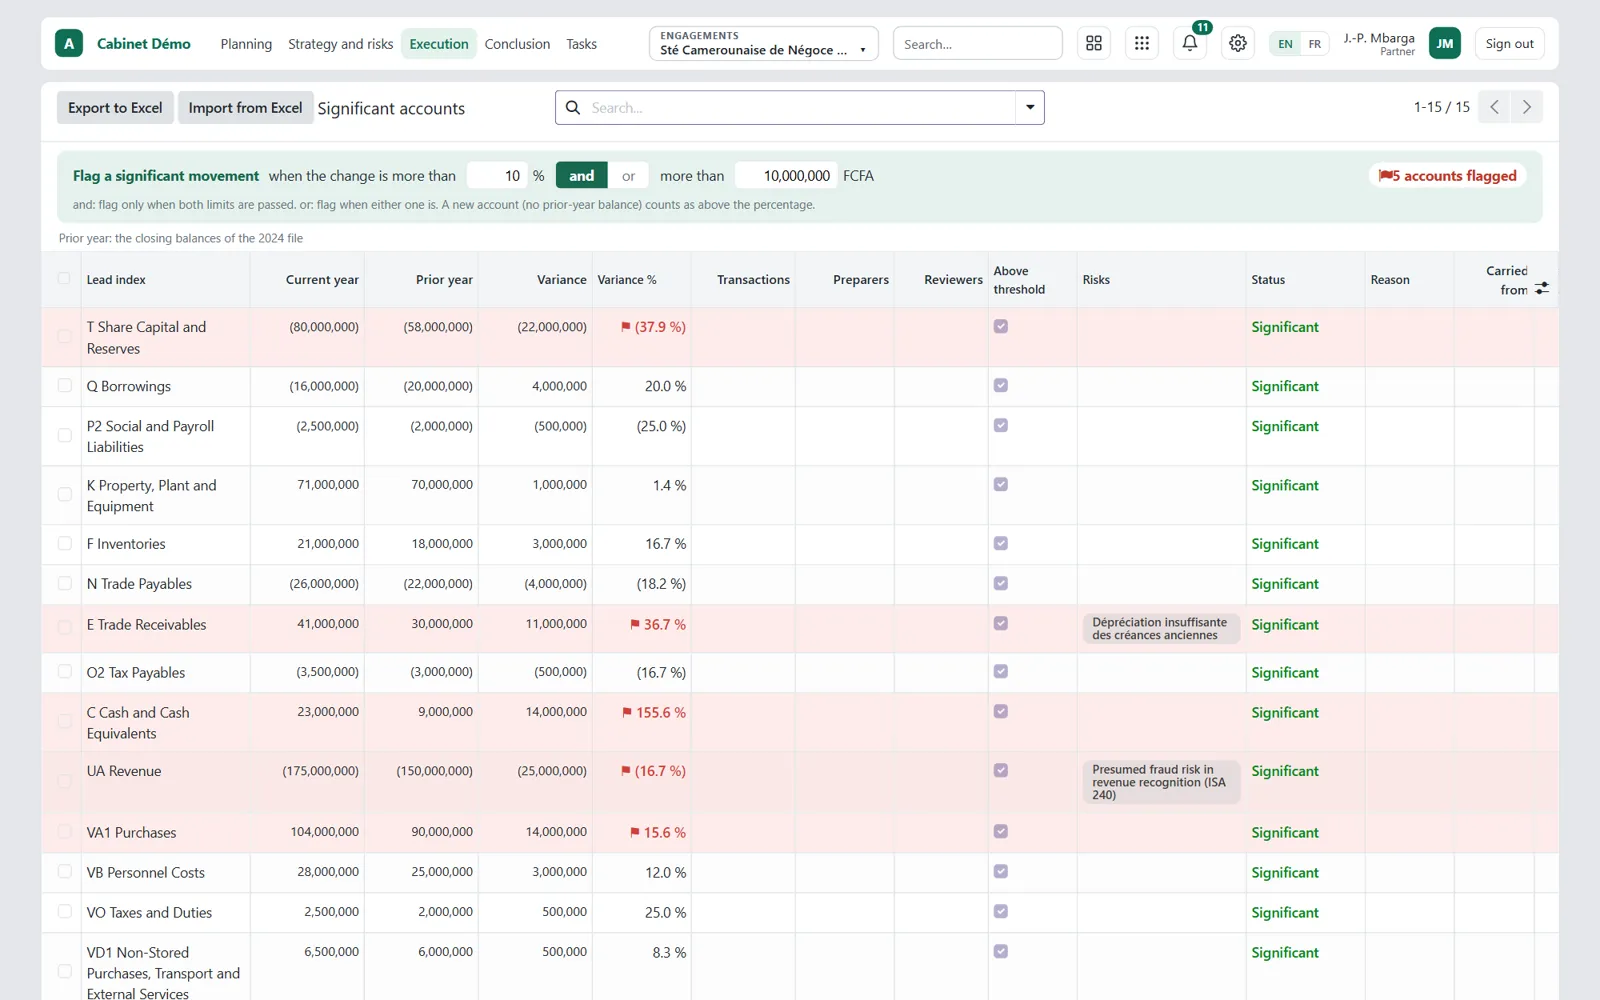 A Cabinet Démo Planning Strategy and risks Execution Conclusion Tasks ENGAGEMENTS Sté Camerounaise de Négoce ... Search... 11 EN FR J.-P. Mbarga Partner JM Sign out
Export to Excel Import from Excel Significant accounts Search... 1-15 / 15
Flag a significant movement when the change is more than 10 % and or more than 10,000,000 FCFA 5 accounts flagged
and: flag only when both limits are passed. or: flag when either one is. A new account (no prior-year balance) counts as above the percentage.
Prior year: the closing balances of the 2024 file
Lead index Current year Prior year Variance Variance % Transactions Preparers Reviewers Above threshold Risks Status Reason Carried from
T Share Capital and Reserves (80,000,000) (58,000,000) (22,000,000) (37.9 %) Significant
Q Borrowings (16,000,000) (20,000,000) 4,000,000 20.0 % Significant
P2 Social and Payroll Liabilities (2,500,000) (2,000,000) (500,000) (25.0 %) Significant
K Property, Plant and Equipment 71,000,000 70,000,000 1,000,000 1.4 % Significant
F Inventories 21,000,000 18,000,000 3,000,000 16.7 % Significant
N Trade Payables (26,000,000) (22,000,000) (4,000,000) (18.2 %) Significant
E Trade Receivables 41,000,000 30,000,000 11,000,000 36.7 % Dépréciation insuffisante des créances anciennes Significant
O2 Tax Payables (3,500,000) (3,000,000) (500,000) (16.7 %) Significant
C Cash and Cash Equivalents 23,000,000 9,000,000 14,000,000 155.6 % Significant
UA Revenue (175,000,000) (150,000,000) (25,000,000) (16.7 %) Presumed fraud risk in revenue recognition (ISA 240) Significant
VA1 Purchases 104,000,000 90,000,000 14,000,000 15.6 % Significant
VB Personnel Costs 28,000,000 25,000,000 3,000,000 12.0 % Significant
VO Taxes and Duties 2,500,000 2,000,000 500,000 25.0 % Significant
VD1 Non-Stored Purchases, Transport and External Services 6,500,000 6,000,000 500,000 8.3 % Significant